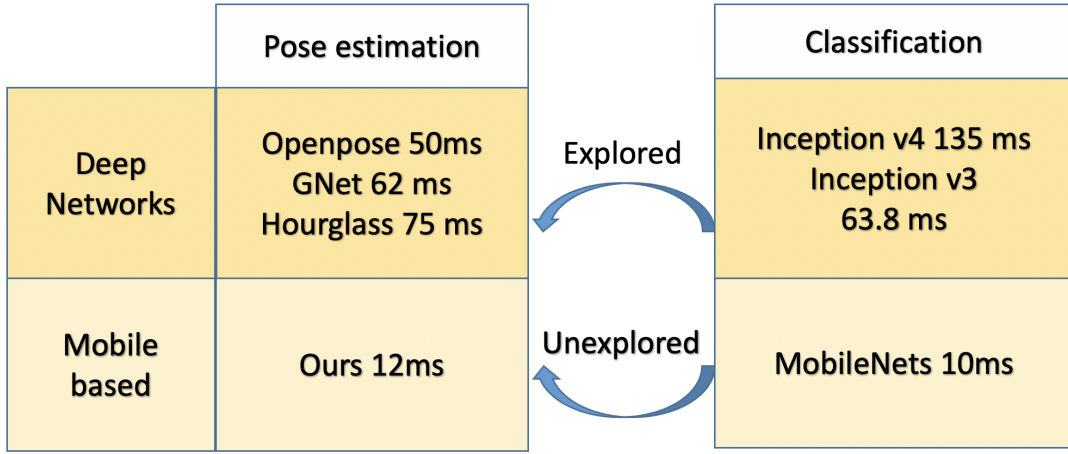 Pose estimation
Classification
Deep
Networks
Openpose 50ms
GNet 62 ms
Hourglass 75 ms
Explored
Inception v4 135 ms
Inception v3
63.8 ms
Mobile
based
Ours 12ms
Unexplored
MobileNets 10ms